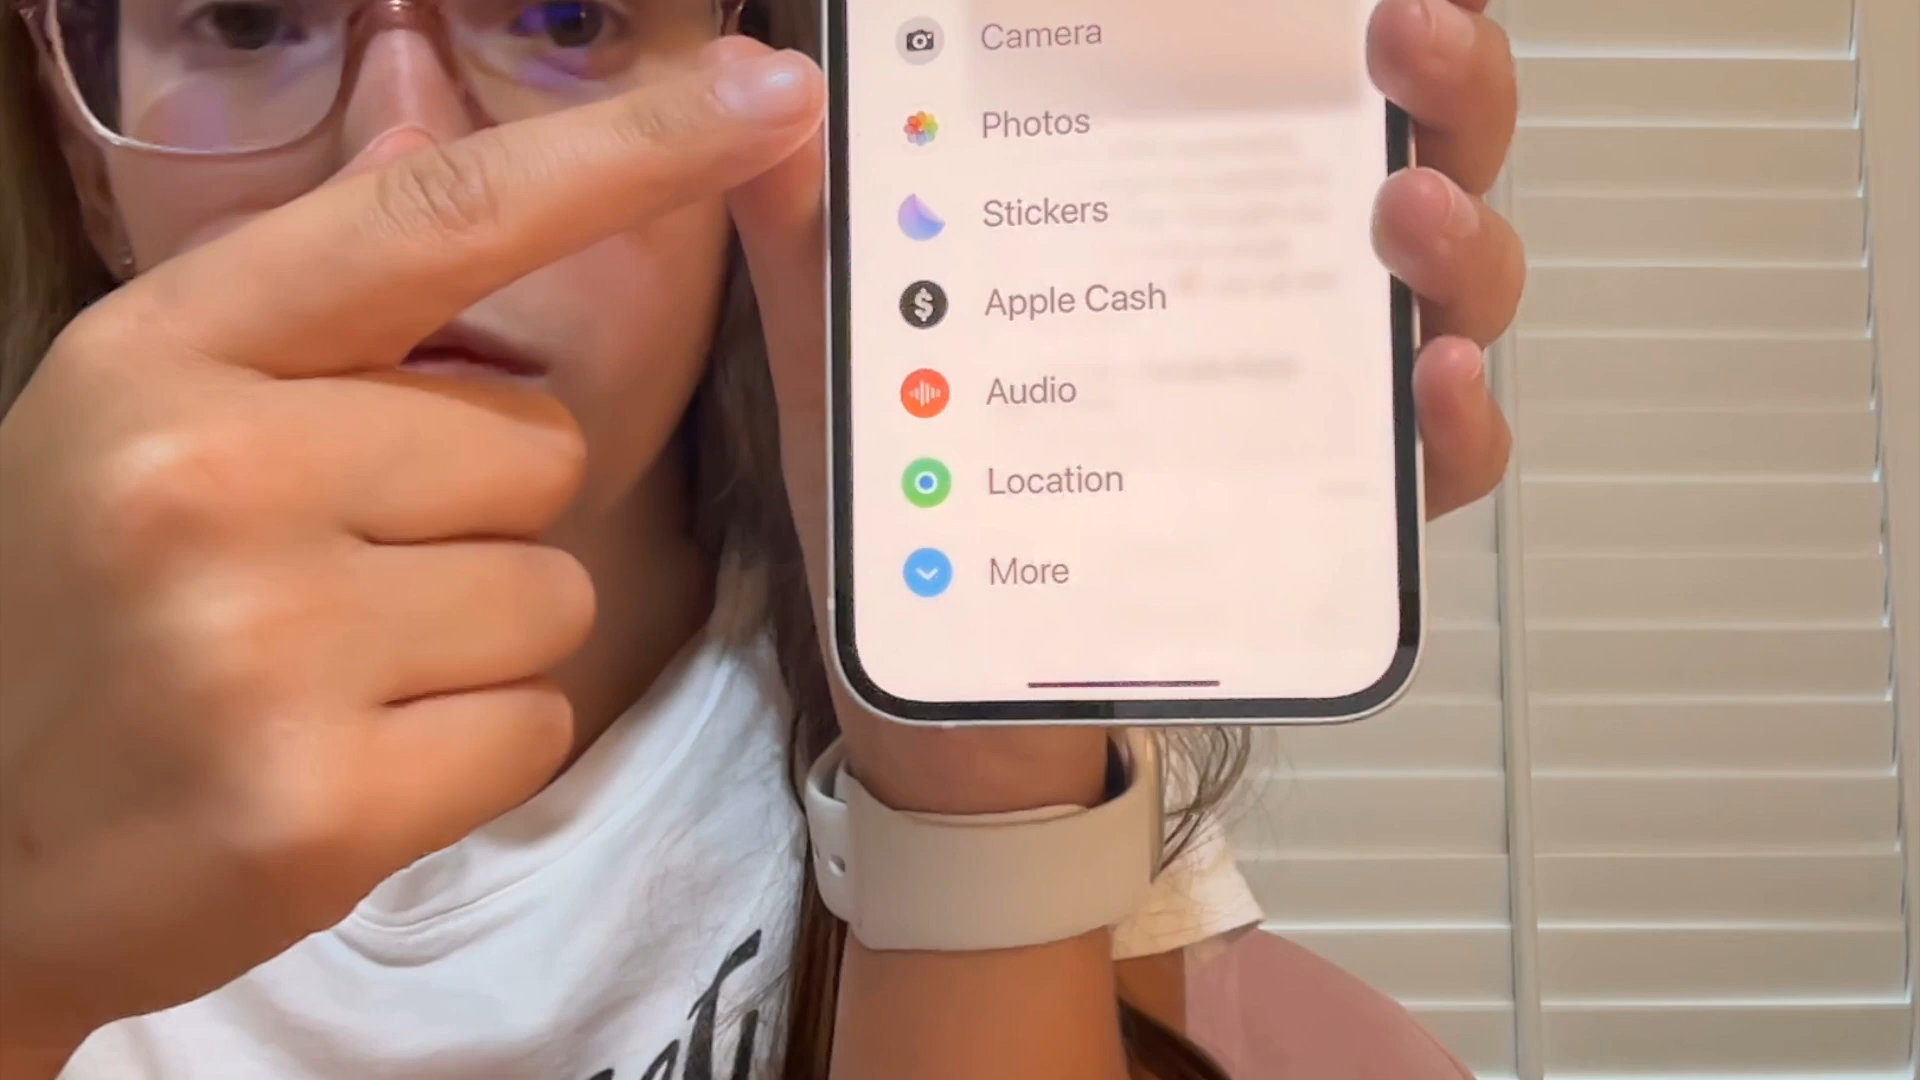 Camera
Photos
Stickers
Apple Cash
$
Audio
Location
More